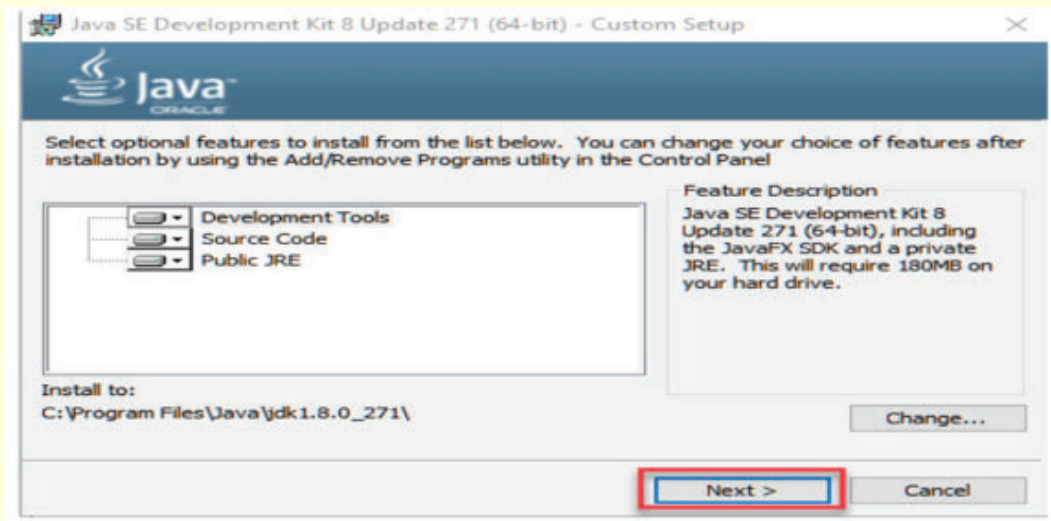 Java SE Development Kit 8 Update 271 (64-bit) - Custom Setup
Java™
ORACLE
Select optional features to install from the list below. You can change your choice of features after
installation by using the Add/Remove Programs utility in the Control Panel
Development Tools
Source Code
Public JRE
Feature Description
Java SE Development Kit 8
Update 271 (64-bit), including
the JavaFX SDK and a private
JRE. This will require 180MB on
your hard drive.
Install to:
C:\Program Files\Java\jdk1.8.0_271\
Change...
Next >
Cancel